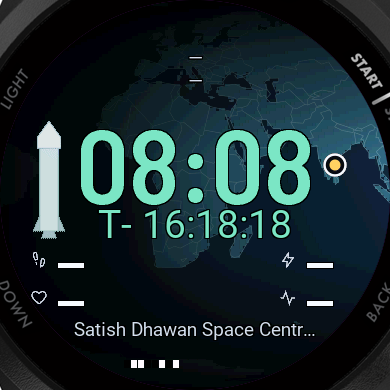 LIGHT
START
08:08
T- 16:18:18
DOWN
BACK
Satish Dhawan Space Centr...